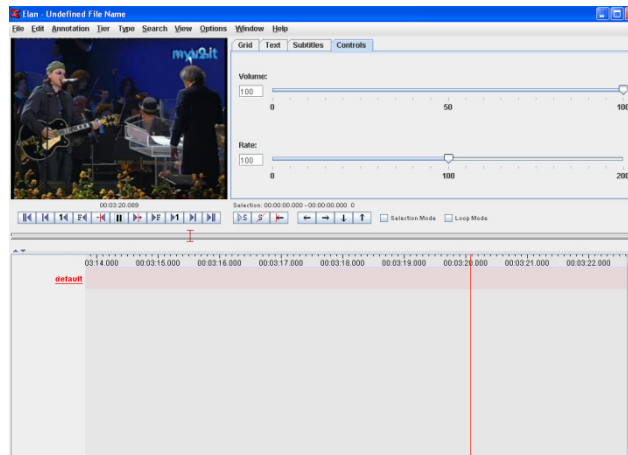 Elan - Undefined File Name
File Edit Annotation Tier Type Search View Options Window Help
myu2.it
Grid Text Subtitles Controls
Volume:
100
0 50 100
Rate:
100
0 100 200
00:03:20.089
Selection: 00:00:00.000 - 00:00:00.000 0
1 F F 1 S S Selection Mode Loop Mode
03:14.000 00:03:15.000 00:03:16.000 00:03:17.000 00:03:18.000 00:03:19.000 00:03:20.000 00:03:21.000 00:03:22.000
default